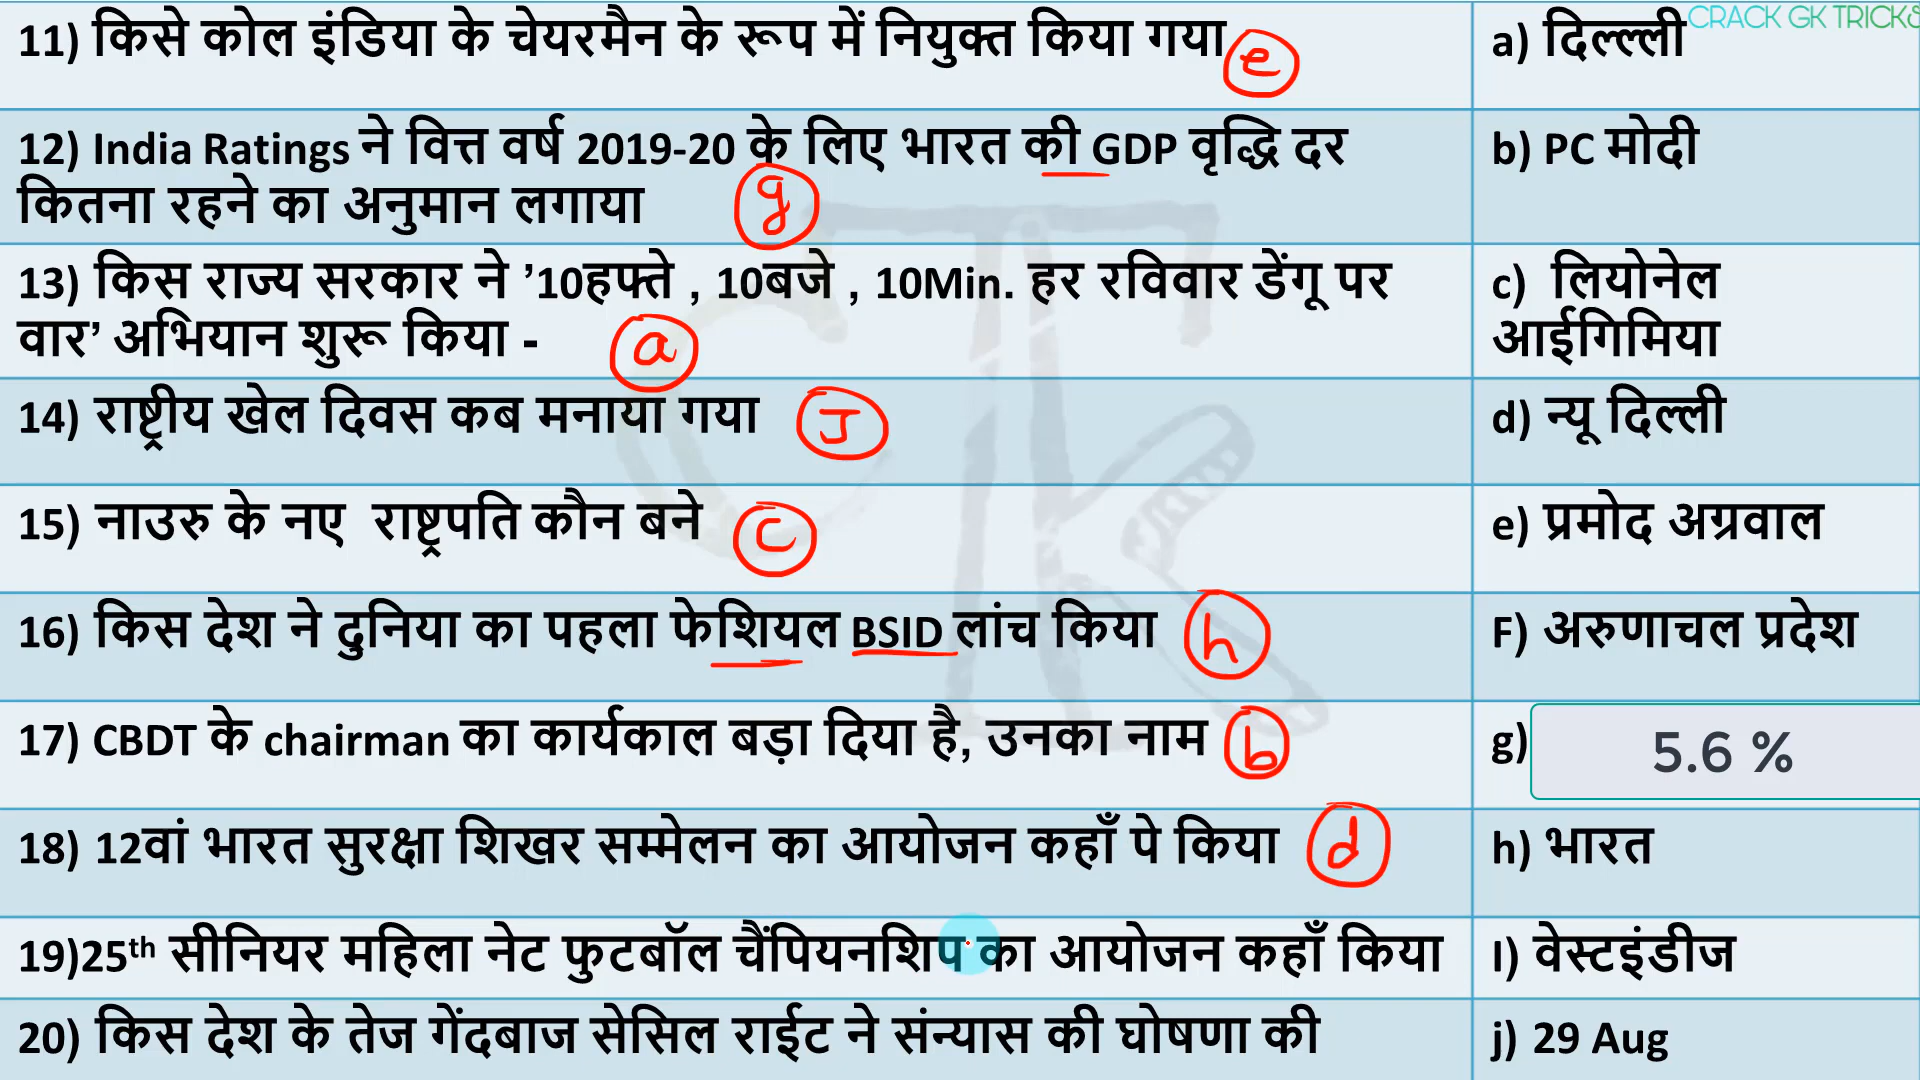 CRACK GK TRICKS
11) किसे कोल इंडिया के चेयरमैन के रूप में नियुक्त किया गया e
a) दिल्ल्ली
12) India Ratings ने वित्त वर्ष 2019-20 के लिए भारत की GDP वृद्धि दर
कितना रहने का अनुमान लगाया g
b) PC मोदी
13) किस राज्य सरकार ने ’10हफ्ते , 10बजे , 10Min. हर रविवार डेंगू पर
वार’ अभियान शुरू किया - a
c) लियोनेल
आईगिमिया
14) राष्ट्रीय खेल दिवस कब मनाया गया J
d) न्यू दिल्ली
15) नाउरु के नए राष्ट्रपति कौन बने c
e) प्रमोद अग्रवाल
16) किस देश ने दुनिया का पहला फेशियल BSID लांच किया h
F) अरुणाचल प्रदेश
17) CBDT के chairman का कार्यकाल बड़ा दिया है, उनका नाम b
g) 5.6 %
18) 12वां भारत सुरक्षा शिखर सम्मेलन का आयोजन कहाँ पे किया d
h) भारत
19)25th सीनियर महिला नेट फुटबॉल चैंपियनशिप का आयोजन कहाँ किया
I) वेस्टइंडीज
20) किस देश के तेज गेंदबाज सेसिल राईट ने संन्यास की घोषणा की
j) 29 Aug